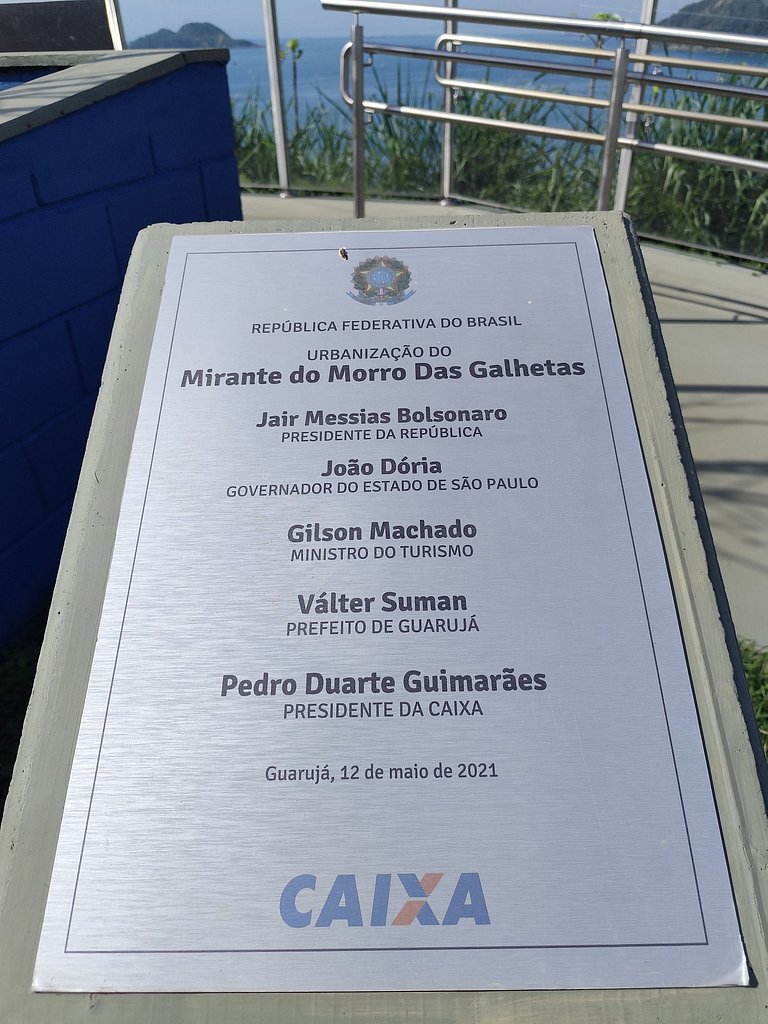 REPÚBLICA FEDERATIVA DO BRASIL
URBANIZAÇÃO DO
Mirante do Morro Das Galhetas
Jair Messias Bolsonaro
PRESIDENTE DA REPÚBLICA
João Dória
GOVERNADOR DO ESTADO DE SÃO PAULO
Gilson Machado
MINISTRO DO TURISMO
Válter Suman
PREFEITO DE GUARUJÁ
Pedro Duarte Guimarães
PRESIDENTE DA CAIXA
Guarujá, 12 de maio de 2021
CAIXA